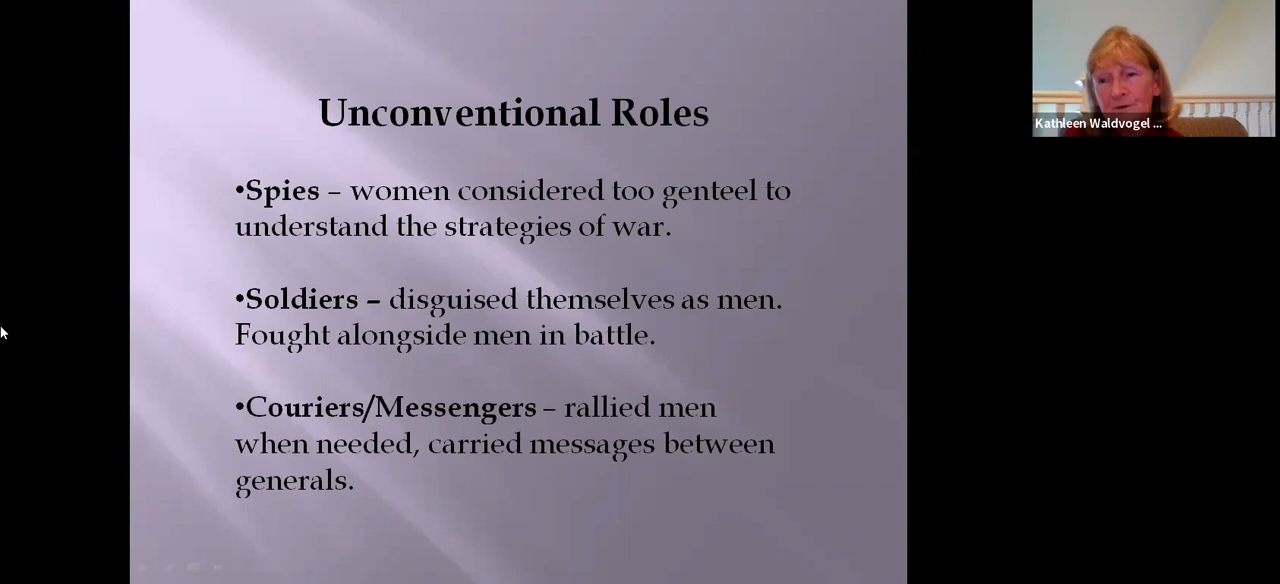 Unconventional Roles
•Spies – women considered too genteel to
understand the strategies of war.
•Soldiers – disguised themselves as men.
Fought alongside men in battle.
•Couriers/Messengers – rallied men
when needed, carried messages between
generals.
Kathleen Waldvogel ...